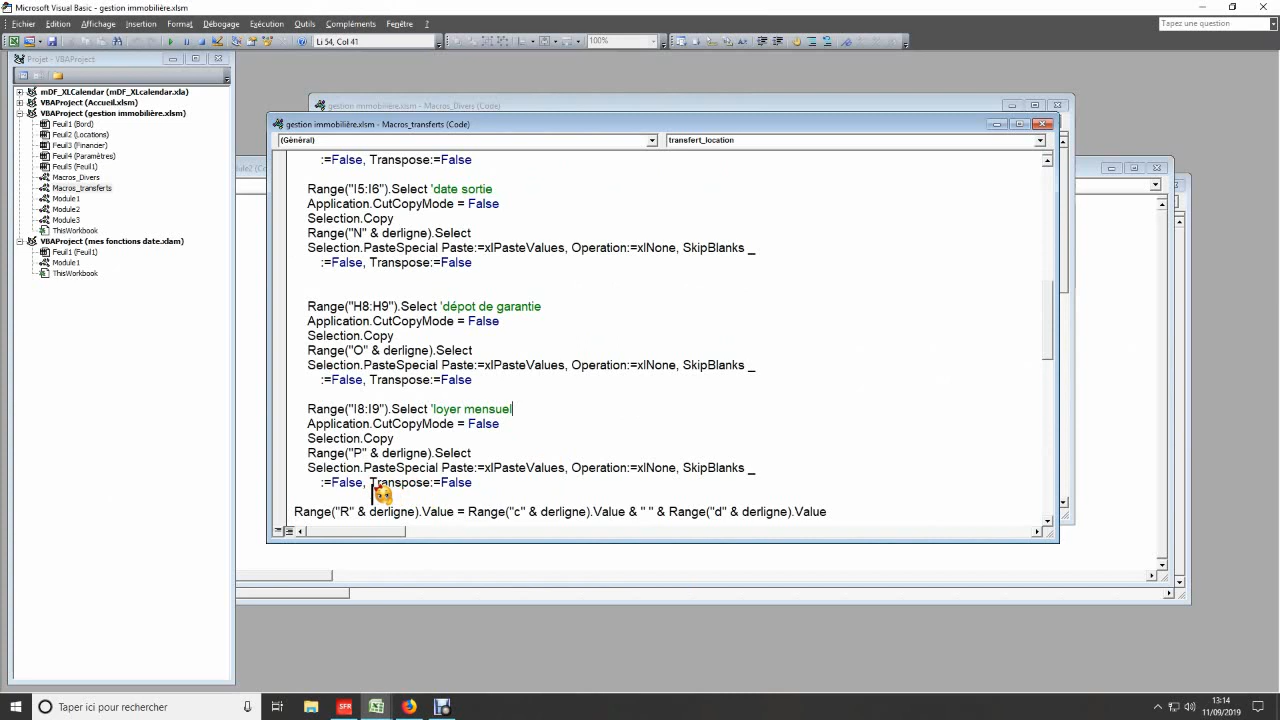 Microsoft Visual Basic - gestion immobilière.xlsm
Fichier Edition Affichage Insertion Format Débogage Exécution Outils Compléments Fenêtre ?
Tapez une question
Li 54, Col 41
100%
Projet - VBAProject
mDF_XLCalendar (mDF_XLcalendar.xla)
VBAProject (Accueil.xlsm)
VBAProject (gestion immobilière.xlsm)
Feuil1 (Bord)
Feuil2 (Locations)
Feuil3 (Financier)
Feuil4 (Paramètres)
Feuil5 (Feuil1)
Macros_Divers
Macros_transferts
Module1
Module2
Module3
ThisWorkbook
VBAProject (mes fonctions date.xlam)
Feuil1 (Feuil1)
Module1
ThisWorkbook
gestion immobilière.xlsm - Macros_Divers (Code)
gestion immobilière.xlsm - Macros_transferts (Code)
(Général)
transfert_location
:=False, Transpose:=False
Range("I5:I6").Select 'date sortie
Application.CutCopyMode = False
Selection.Copy
Range("N" & derligne).Select
Selection.PasteSpecial Paste:=xlPasteValues, Operation:=xlNone, SkipBlanks _
:=False, Transpose:=False
Range("H8:H9").Select 'dépot de garantie
Application.CutCopyMode = False
Selection.Copy
Range("O" & derligne).Select
Selection.PasteSpecial Paste:=xlPasteValues, Operation:=xlNone, SkipBlanks _
:=False, Transpose:=False
Range("I8:I9").Select 'loyer mensuel
Application.CutCopyMode = False
Selection.Copy
Range("P" & derligne).Select
Selection.PasteSpecial Paste:=xlPasteValues, Operation:=xlNone, SkipBlanks _
:=False, Transpose:=False
Range("R" & derligne).Value = Range("c" & derligne).Value & " " & Range("d" & derligne).Value
Taper ici pour rechercher
SFR
13:14
11/09/2019